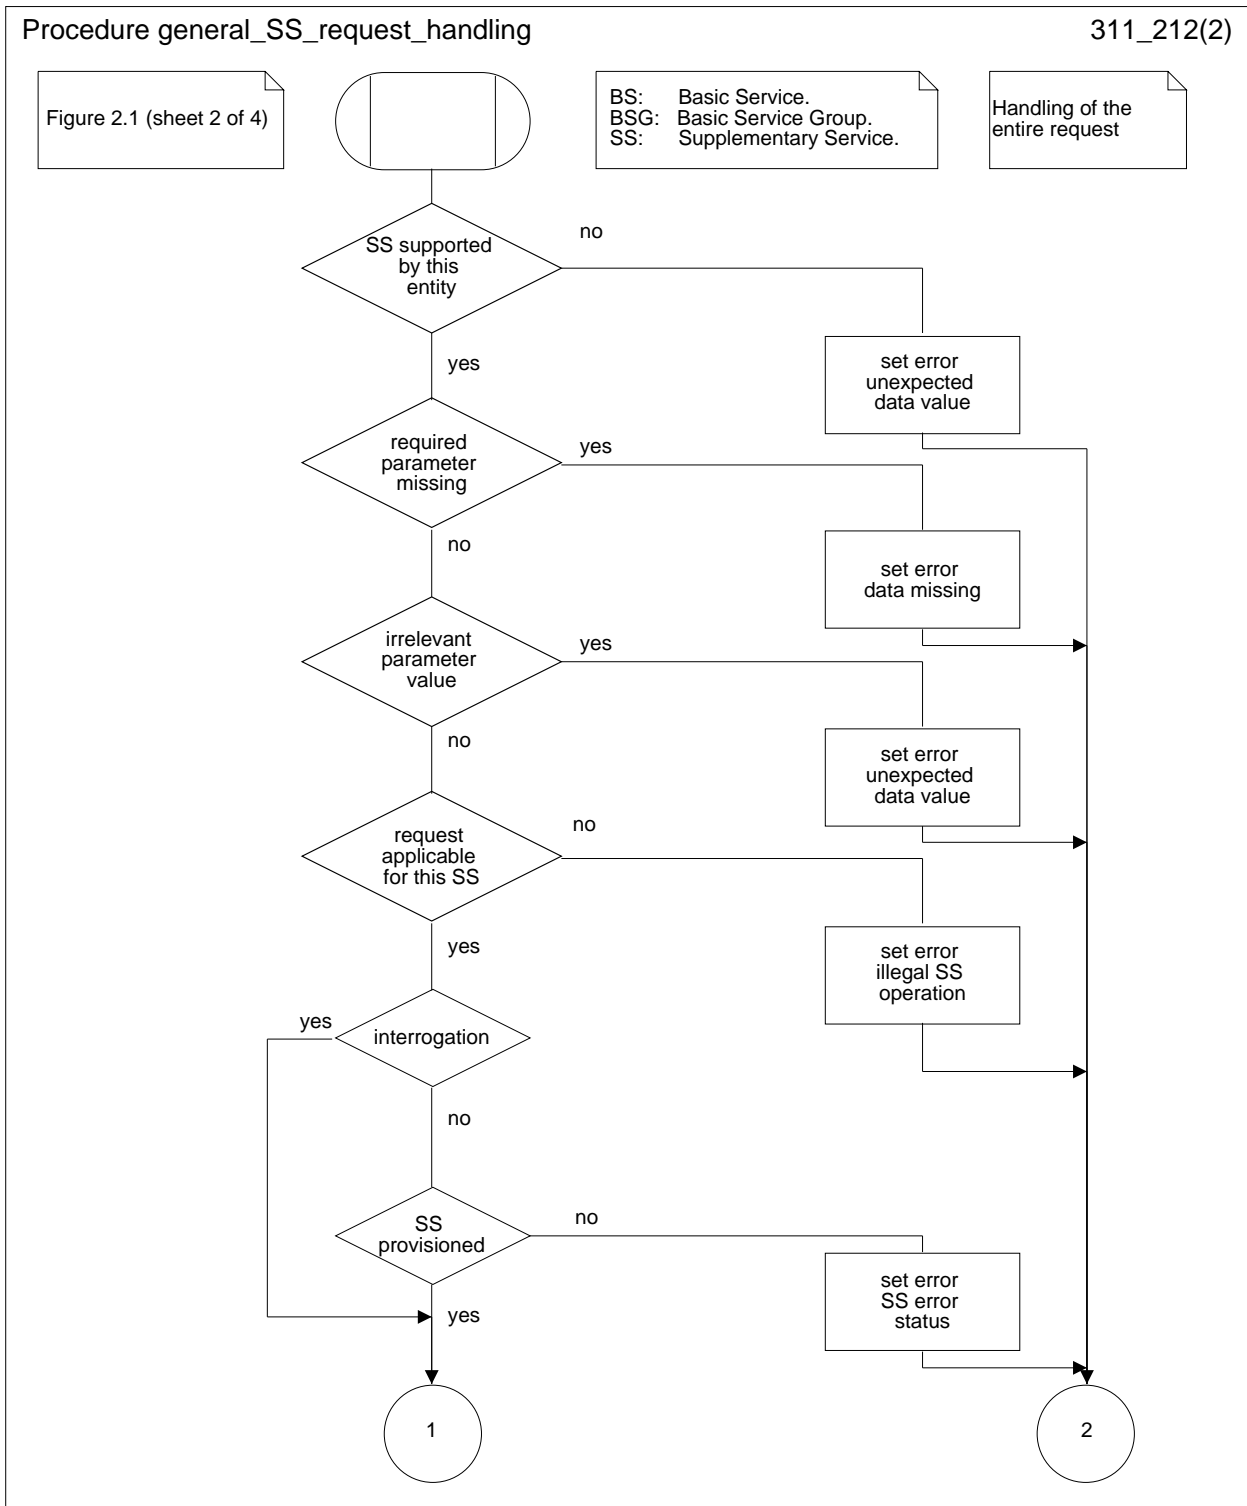 Procedure general_SS_request_handling
311_212(2)
Figure 2.1 (sheet 2 of 4)
BS: Basic Service.
BSG: Basic Service Group.
SS: Supplementary Service.
Handling of the
entire request
SS supported
by this
entity
no
yes
set error
unexpected
data value
required
parameter
missing
yes
no
set error
data missing
irrelevant
parameter
value
yes
no
set error
unexpected
data value
request
applicable
for this SS
no
yes
set error
illegal SS
operation
yes
interrogation
no
SS
provisioned
no
yes
set error
SS error
status
1
2